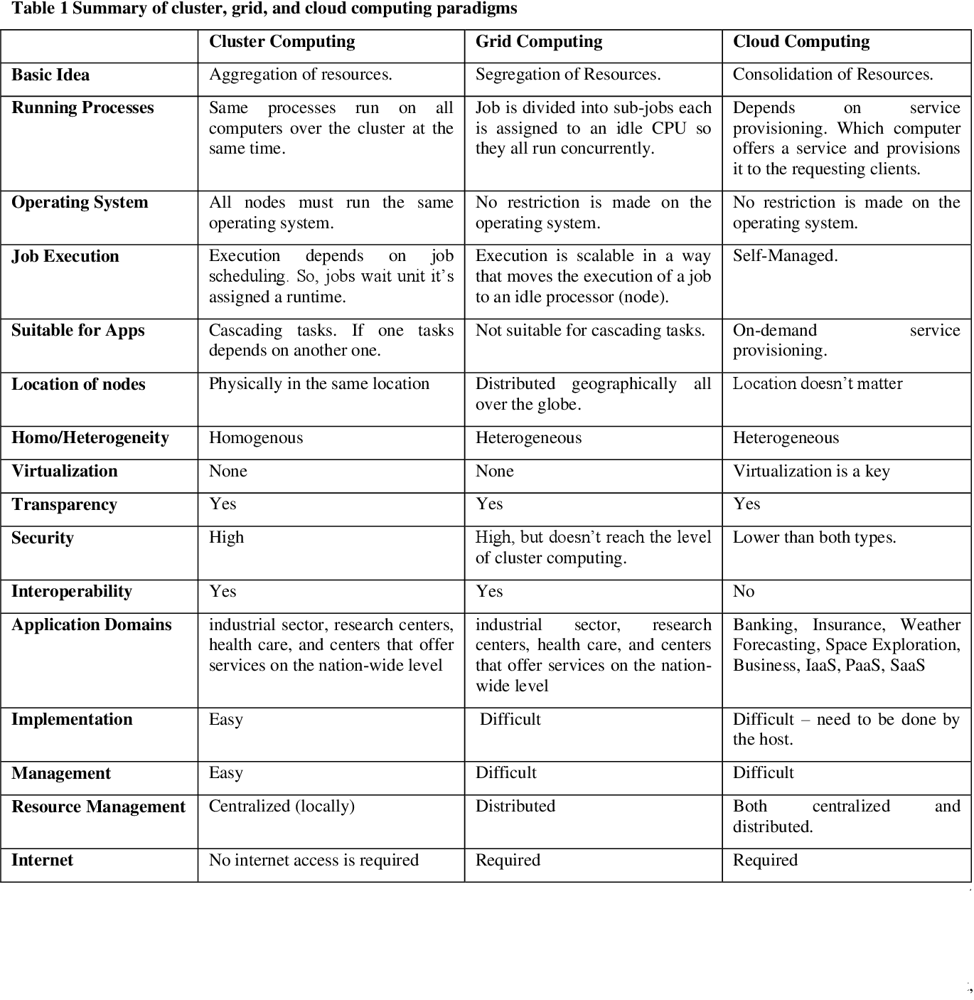 Table 1 Summary of cluster, grid, and cloud computing paradigms
Cluster Computing
Grid Computing
Cloud Computing
Basic Idea
Aggregation of resources.
Segregation of Resources.
Consolidation of Resources.
Running Processes
Same processes run on all
computers over the cluster at the
same time.
Job is divided into sub-jobs each
is assigned to an idle CPU so
they all run concurrently.
Depends on service
provisioning. Which computer
offers a service and provisions
it to the requesting clients.
Operating System
All nodes must run the same
operating system.
No restriction is made on the
operating system.
No restriction is made on the
operating system.
Job Execution
Execution depends on job
scheduling. So, jobs wait unit it’s
assigned a runtime.
Execution is scalable in a way
that moves the execution of a job
to an idle processor (node).
Self-Managed.
Suitable for Apps
Cascading tasks. If one tasks
depends on another one.
Not suitable for cascading tasks.
On-demand service
provisioning.
Location of nodes
Physically in the same location
Distributed geographically all
over the globe.
Location doesn’t matter
Homo/Heterogeneity
Homogenous
Heterogeneous
Heterogeneous
Virtualization
None
None
Virtualization is a key
Transparency
Yes
Yes
Yes
Security
High
High, but doesn’t reach the level
of cluster computing.
Lower than both types.
Interoperability
Yes
Yes
No
Application Domains
industrial sector, research centers,
health care, and centers that offer
services on the nation-wide level
industrial sector, research
centers, health care, and centers
that offer services on the nation-
wide level
Banking, Insurance, Weather
Forecasting, Space Exploration,
Business, IaaS, PaaS, SaaS
Implementation
Easy
Difficult
Difficult – need to be done by
the host.
Management
Easy
Difficult
Difficult
Resource Management
Centralized (locally)
Distributed
Both centralized and
distributed.
Internet
No internet access is required
Required
Required